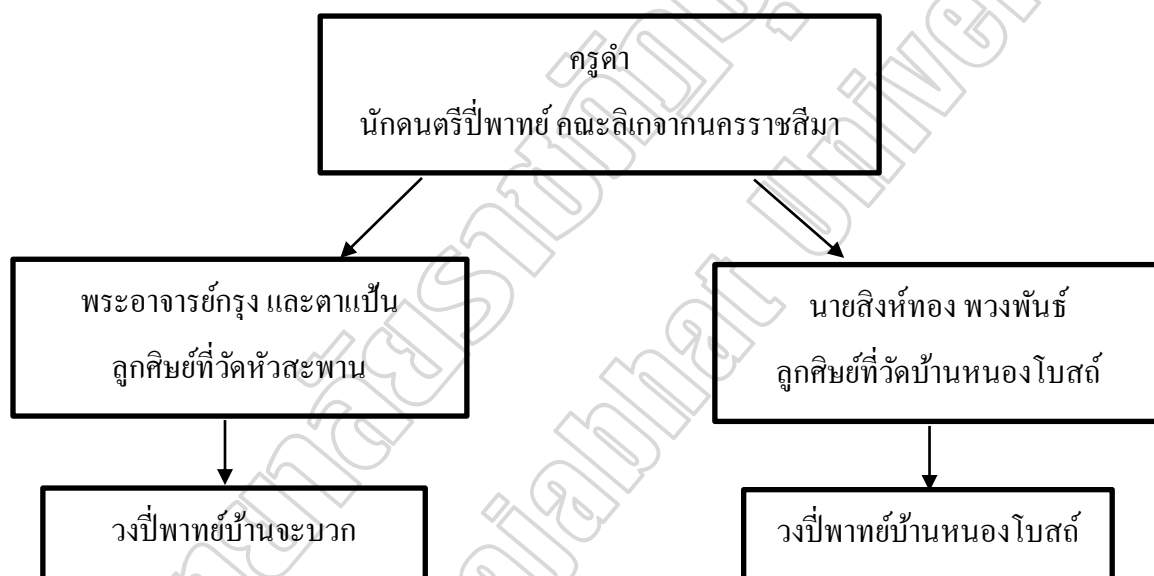 ครูดำ
นักดนตรีปี่พาทย์ คณะลิเกจากนครราชสีมา
พระอาจารย์กรุง และตาแป้น
ลูกศิษย์ที่วัดหัวสะพาน
นายสิงห์ทอง พวงพันธ์
ลูกศิษย์ที่วัดบ้านหนองโบสถ์
วงปี่พาทย์บ้านจะบวก
วงปี่พาทย์บ้านหนองโบสถ์